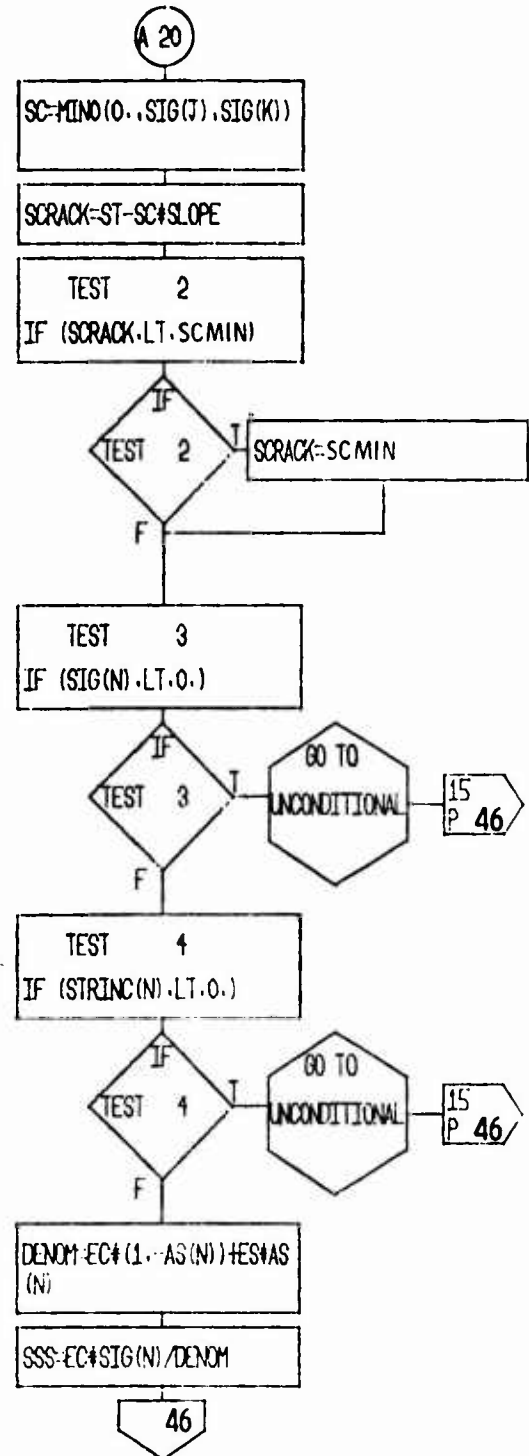 A 20
SC=MINO(0.,SIG(J),SIG(K))
SCRACK=ST-SC*SLOPE
TEST 2
IF (SCRACK.LT.SCMIN)
IF
TEST 2
T
SCRACK=SCMIN
F
TEST 3
IF (SIG(N).LT.0.)
IF
TEST 3
T
GO TO
UNCONDITIONAL
15
P 46
F
TEST 4
IF (STRINC(N).LT.0.)
IF
TEST 4
T
GO TO
UNCONDITIONAL
15
P 46
F
DENOM=EC*(1.-AS(N))+ES*AS
(N)
SSS=EC*SIG(N)/DENOM
46